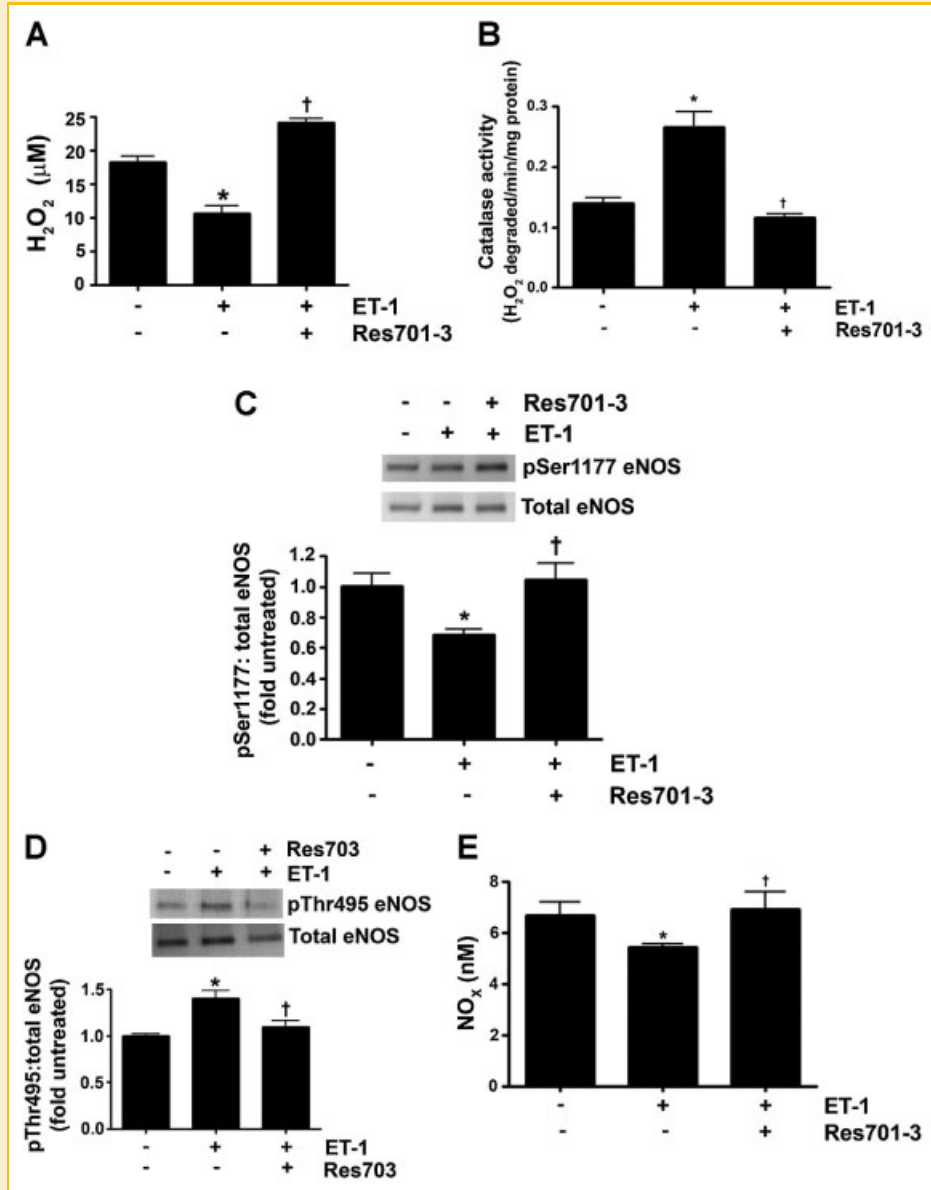 A
H₂O₂ (µM)
25
20
15
10
5
0
*
†
- + + ET-1
- - + Res701-3
B
Catalase activity
(H₂O₂ degraded/min/mg protein)
0.3
0.2
0.1
0.0
*
†
- + + ET-1
- - + Res701-3
C
- - + Res701-3
- + + ET-1
pSer1177 eNOS
Total eNOS
pSer1177: total eNOS
(fold untreated)
1.2
1.0
0.8
0.6
0.4
0.2
0.0
*
†
- + + ET-1
- - + Res701-3
D
- - + Res703
- + + ET-1
pThr495 eNOS
Total eNOS
pThr495:total eNOS
(fold untreated)
1.5
1.0
0.5
0.0
*
†
- + + ET-1
- - + Res703
E
NOₓ (nM)
8
6
4
2
0
*
†
- + + ET-1
- - + Res701-3